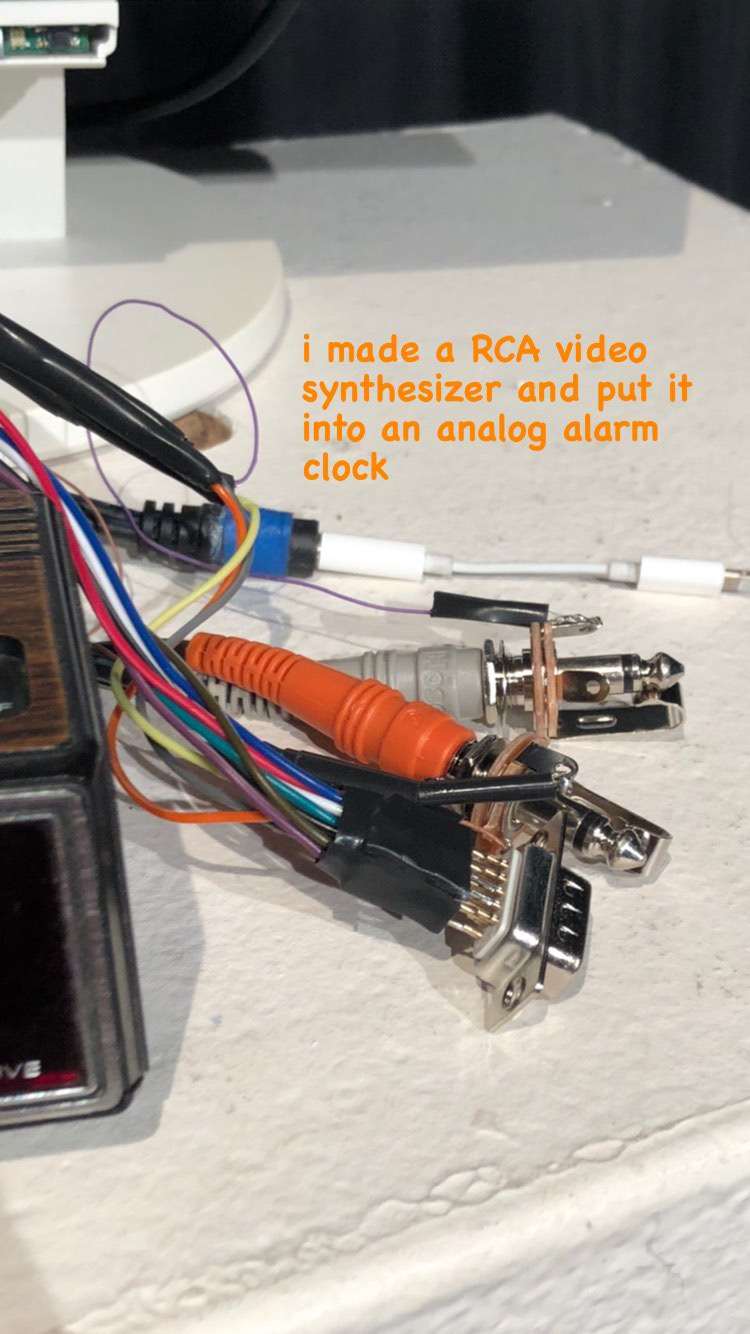 i made a RCA video
synthesizer and put it
into an analog alarm
clock